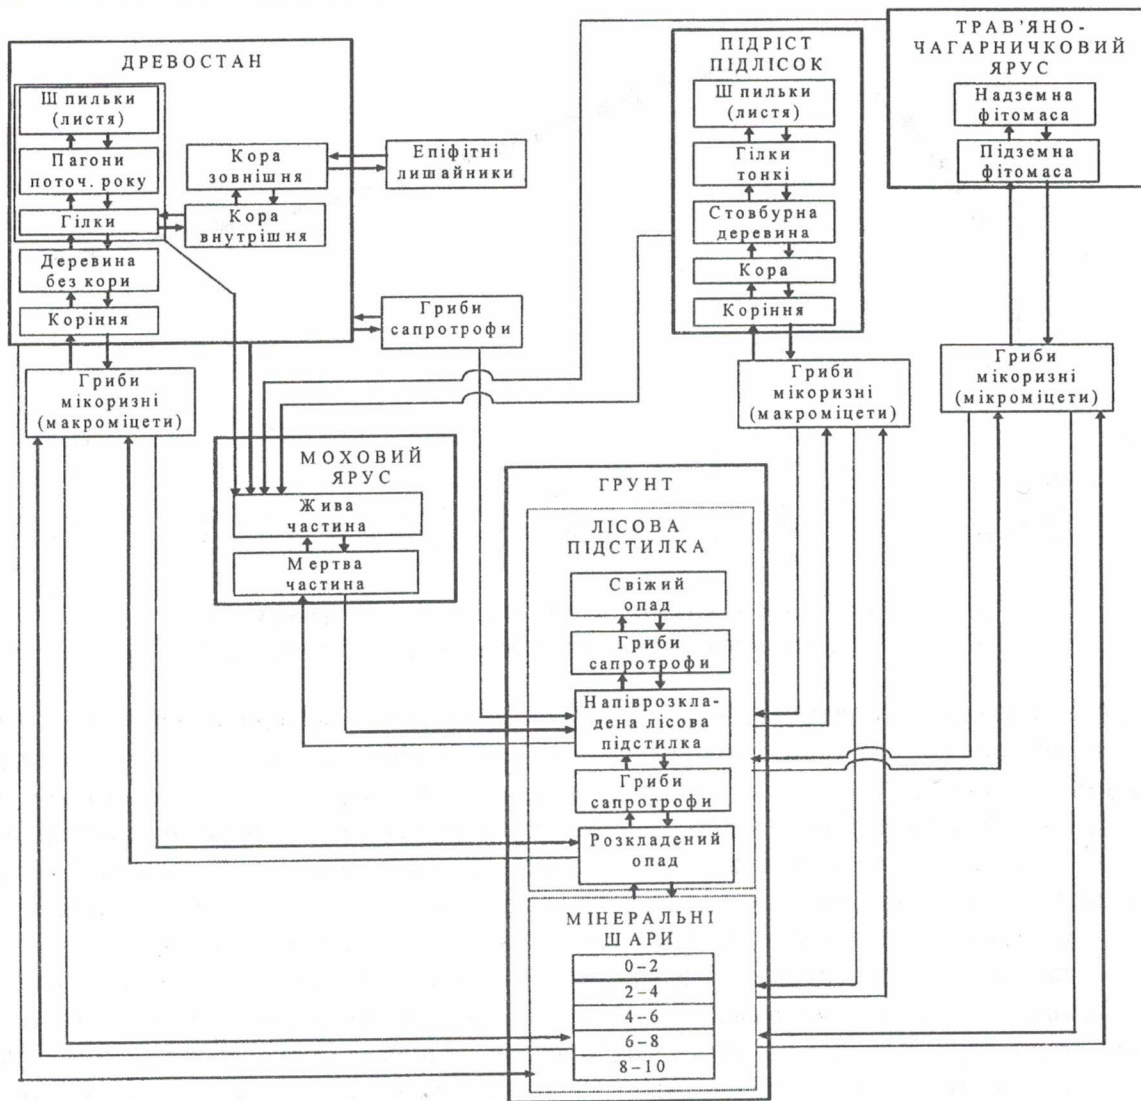 ДРЕВОСТАН
Шпильки
(листя)
Пагони
поточ. року
Гілки
Деревина
без кори
Коріння
Кора
зовнішня
Кора
внутрішня
Епіфітні
лишайники
Гриби
сапротрофи
Гриби
мікоризні
(макроміцети)
ПІДРІСТ
ПІДЛІСОК
Шпильки
(листя)
Гілки
тонкі
Стовбурна
деревина
Кора
Коріння
Гриби
мікоризні
(макроміцети)
ТРАВ’ЯНО-
ЧАГАРНИЧКОВИЙ
ЯРУС
Надземна
фітомаса
Підземна
фітомаса
Гриби
мікоризні
(мікроміцети)
МОХОВИЙ
ЯРУС
Жива
частина
Мертва
частина
ГРУНТ
ЛІСОВА
ПІДСТИЛКА
Свіжий
опад
Гриби
сапротрофи
Напіврозкла-
дена лісова
підстилка
Гриби
сапротрофи
Розкладений
опад
МІНЕРАЛЬНІ
ШАРИ
0–2
2–4
4–6
6–8
8–10